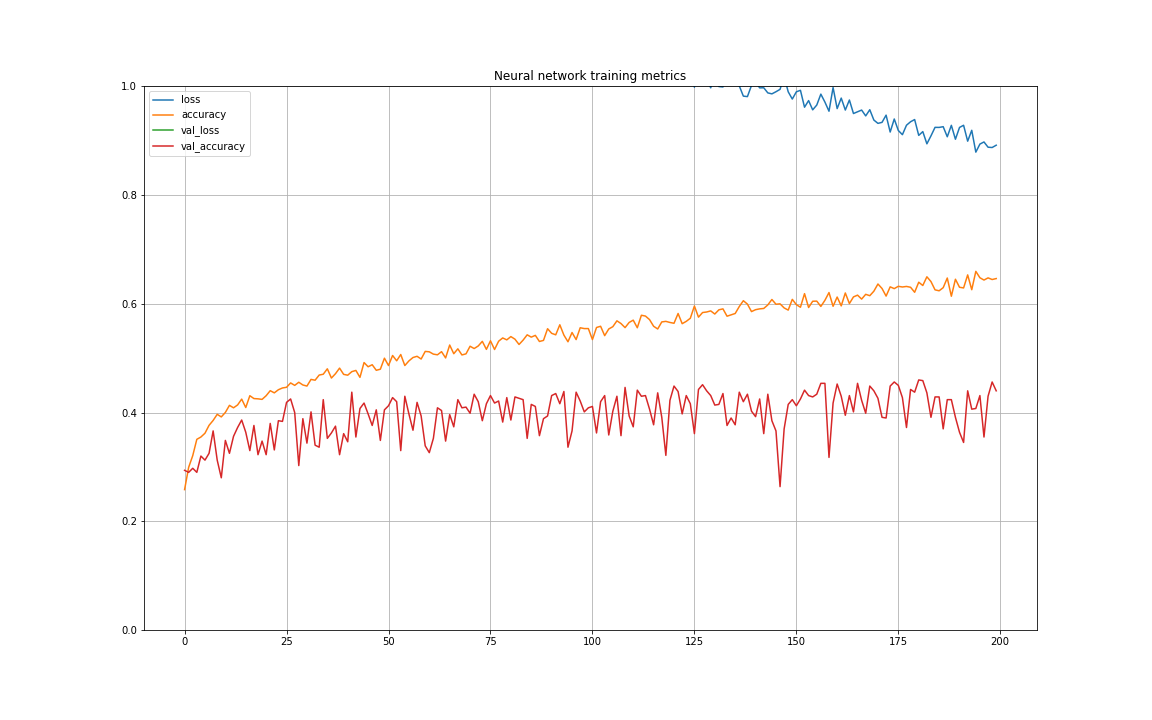 Neural network training metrics
1.0
loss
accuracy
val_loss
val_accuracy
0.8
0.6
0.4
0.2
0.0
0 25 50 75 100 125 150 175 200